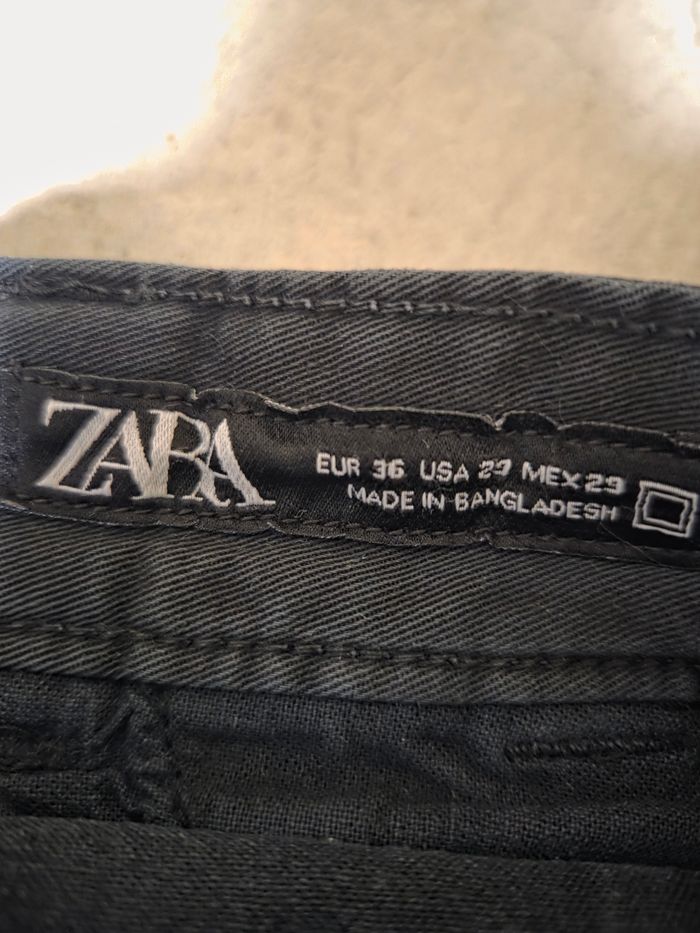 ZARA
EUR 36 USA 29 MEX 29
MADE IN BANGLADESH